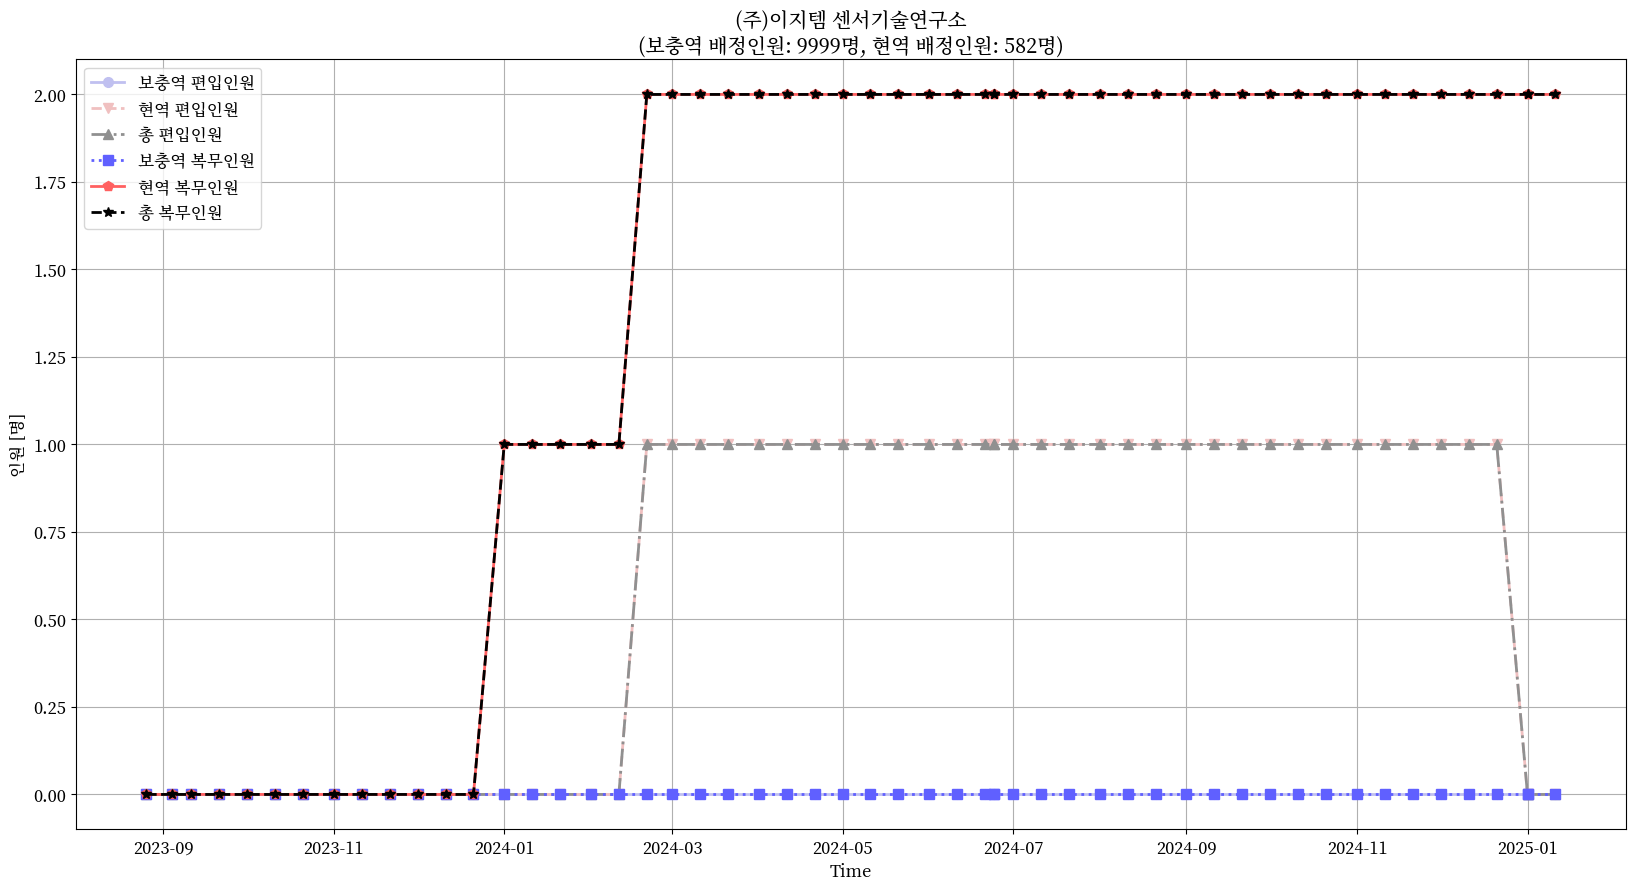 (주)이지템 센서기술연구소
(보충역 배정인원: 9999명, 현역 배정인원: 582명)
보충역 편입인원
현역 편입인원
총 편입인원
보충역 복무인원
현역 복무인원
총 복무인원
2.00
1.75
1.50
1.25
1.00
0.75
0.50
0.25
0.00
인원 [명]
2023-09
2023-11
2024-01
2024-03
2024-05
2024-07
2024-09
2024-11
2025-01
Time